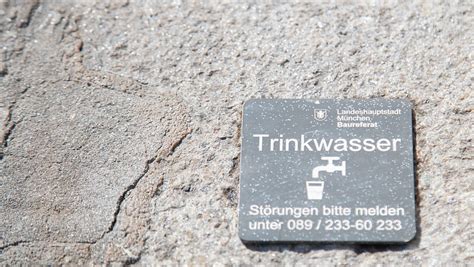 Landeshauptstadt
München
Baureferat
Trinkwasser
Störungen bitte melden
unter 089 / 233-60 233